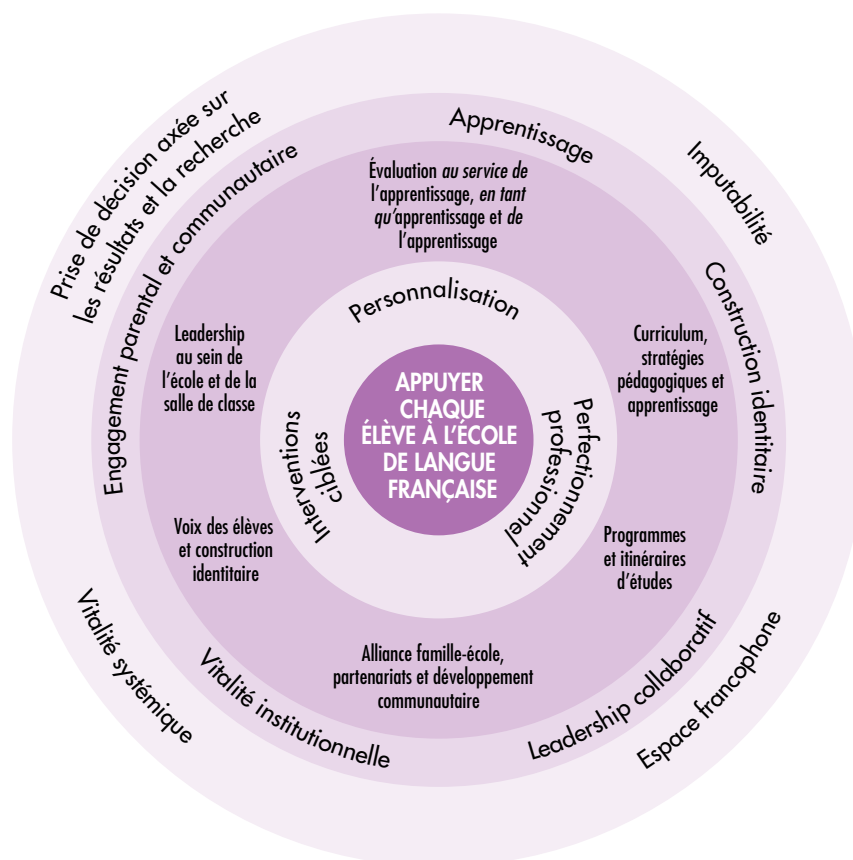 Prise de décision axée sur
les résultats et la recherche
Imputabilité
Espace francophone
Vitalité systémique
Engagement parental et communautaire
Apprentissage
Construction identitaire
Leadership collaboratif
Vitalité institutionnelle
Évaluation au service de
l'apprentissage, en tant
qu'apprentissage et de
l'apprentissage
Curriculum,
stratégies
pédagogiques et
apprentissage
Programmes
et itinéraires
d'études
Alliance famille-école,
partenariats et développement
communautaire
Voix des élèves
et construction
identitaire
Leadership
au sein de
l'école et de la
salle de classe
Personnalisation
Perfectionnement
professionnel
Interventions
ciblées
APPUYER
CHAQUE
ÉLÈVE À L'ÉCOLE
DE LANGUE
FRANÇAISE